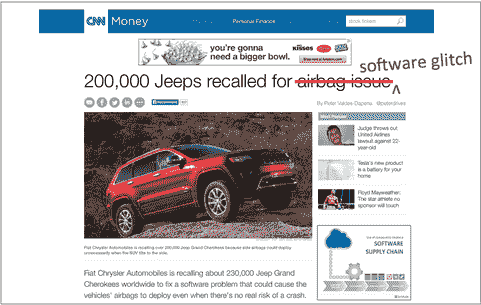 CNN Money
Personal Finance
stock tickers
you're gonna
need a bigger bowl.
KISSES
software glitch
200,000 Jeeps recalled for airbag issue
By Peter Valdes-Dapena @peterdrives
Judge throws out
United Airlines
lawsuit against 22-
year-old
Tesla's new product
is a battery for your
home
Floyd Mayweather:
The star athlete no
sponsor will touch
Fiat Chrysler Automobiles is recalling over 200,000 Jeep Grand Cherokees because side airbags could deploy
unnecessarily when the SUV tilts to the side.
SOFTWARE
SUPPLY CHAIN
Fiat Chrysler Automobiles is recalling about 230,000 Jeep Grand
Cherokees worldwide to fix a software problem that could cause the
vehicles' airbags to deploy even when there's no real risk of a crash.